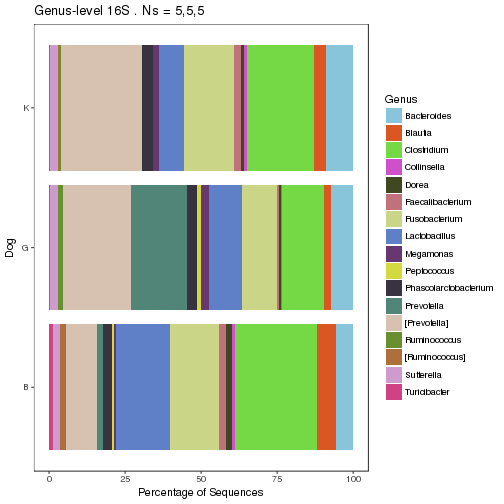 Genus-level 16S . Ns = 5,5,5
K
G
B
Dog
0
25
50
75
100
Percentage of Sequences
Genus
Bacteroides
Blautia
Clostridium
Collinsella
Dorea
Faecalibacterium
Fusobacterium
Lactobacillus
Megamonas
Peptococcus
Phascolarctobacterium
Prevotella
[Prevotella]
Ruminococcus
[Ruminococcus]
Sutterella
Turicibacter